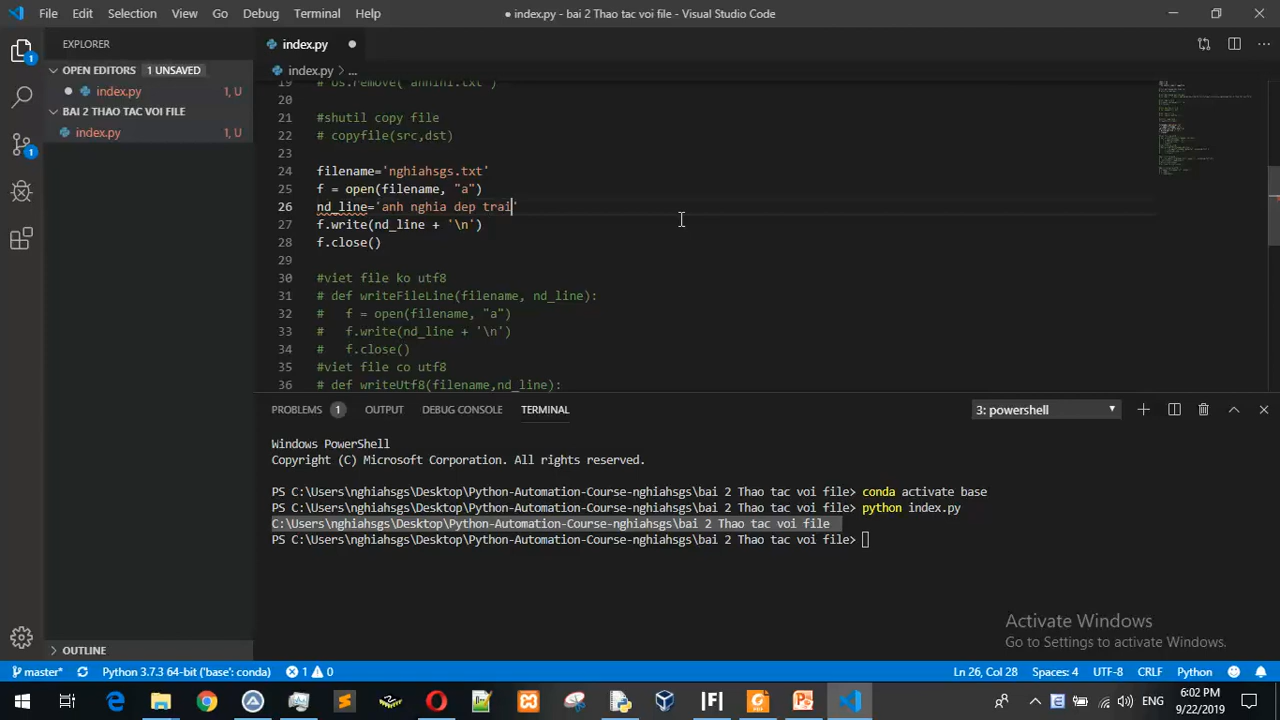 File Edit Selection View Go Debug Terminal Help
● index.py - bai 2 Thao tac voi file - Visual Studio Code
EXPLORER
index.py ●
OPEN EDITORS 1 UNSAVED
● index.py 1, U
BAI 2 THAO TAC VOI FILE
index.py 1, U
index.py > ...
19 # os.remove('anhini.txt')
20
21 #shutil copy file
22 # copyfile(src,dst)
23
24 filename='nghiahsgs.txt'
25 f = open(filename, "a")
26 nd_line='anh nghia dep trai'
27 f.write(nd_line + '\n')
28 f.close()
29
30 #viet file ko utf8
31 # def writeFileLine(filename, nd_line):
32 #   f = open(filename, "a")
33 #   f.write(nd_line + '\n')
34 #   f.close()
35 #viet file co utf8
36 # def writeUtf8(filename,nd_line):
PROBLEMS 1 OUTPUT DEBUG CONSOLE TERMINAL
3: powershell
Windows PowerShell
Copyright (C) Microsoft Corporation. All rights reserved.
PS C:\Users\nghiahsgs\Desktop\Python-Automation-Course-nghiahsgs\bai 2 Thao tac voi file> conda activate base
PS C:\Users\nghiahsgs\Desktop\Python-Automation-Course-nghiahsgs\bai 2 Thao tac voi file> python index.py
C:\Users\nghiahsgs\Desktop\Python-Automation-Course-nghiahsgs\bai 2 Thao tac voi file
PS C:\Users\nghiahsgs\Desktop\Python-Automation-Course-nghiahsgs\bai 2 Thao tac voi file>
Activate Windows
Go to Settings to activate Windows.
OUTLINE
master* Python 3.7.3 64-bit ('base': conda) 1 0
Ln 26, Col 28 Spaces: 4 UTF-8 CRLF Python 1
ENG
6:02 PM
9/22/2019